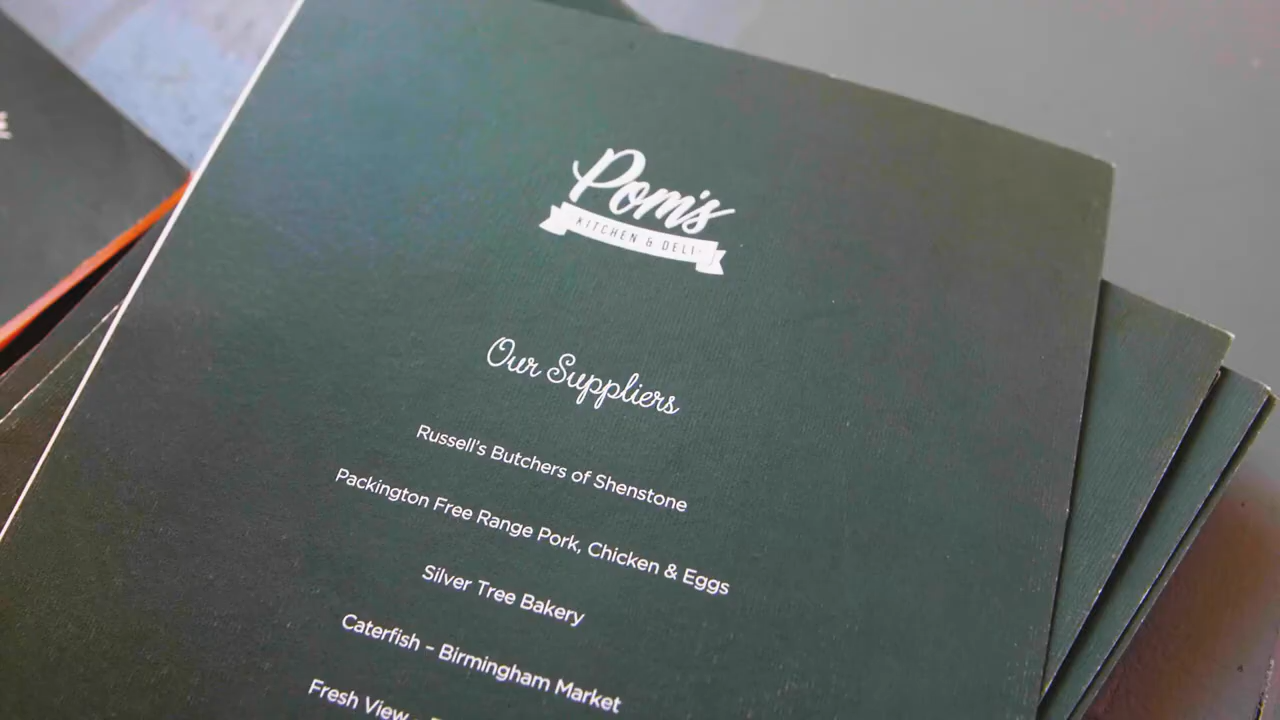 Pom's
KITCHEN & DELI
Our Suppliers
Russell's Butchers of Shenstone
Packington Free Range Pork, Chicken & Eggs
Silver Tree Bakery
Caterfish - Birmingham Market
Fresh View -